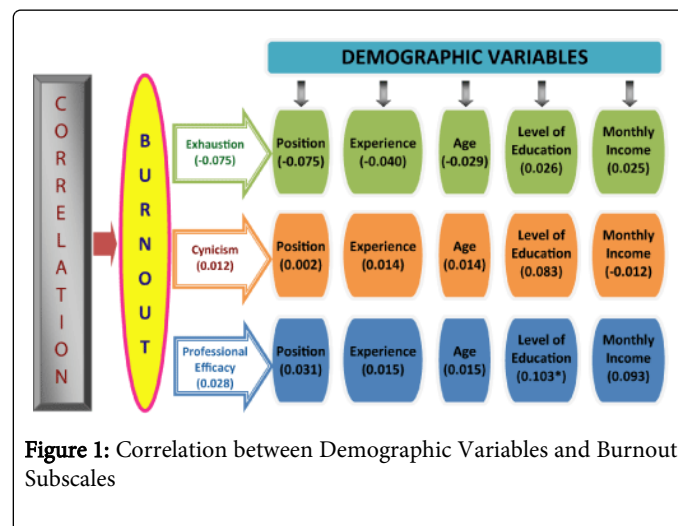 DEMOGRAPHIC VARIABLES
CORRELATION
BURNOUT
Exhaustion
(-0.075)
Position
(-0.075)
Experience
(-0.040)
Age
(-0.029)
Level of
Education
(0.026)
Monthly
Income
(0.025)
Cynicism
(0.012)
Position
(0.002)
Experience
(0.014)
Age
(0.014)
Level of
Education
(0.083)
Monthly
Income
(-0.012)
Professional
Efficacy
(0.028)
Position
(0.031)
Experience
(0.015)
Age
(0.015)
Level of
Education
(0.103*)
Monthly
Income
(0.093)
Figure 1: Correlation between Demographic Variables and Burnout
Subscales